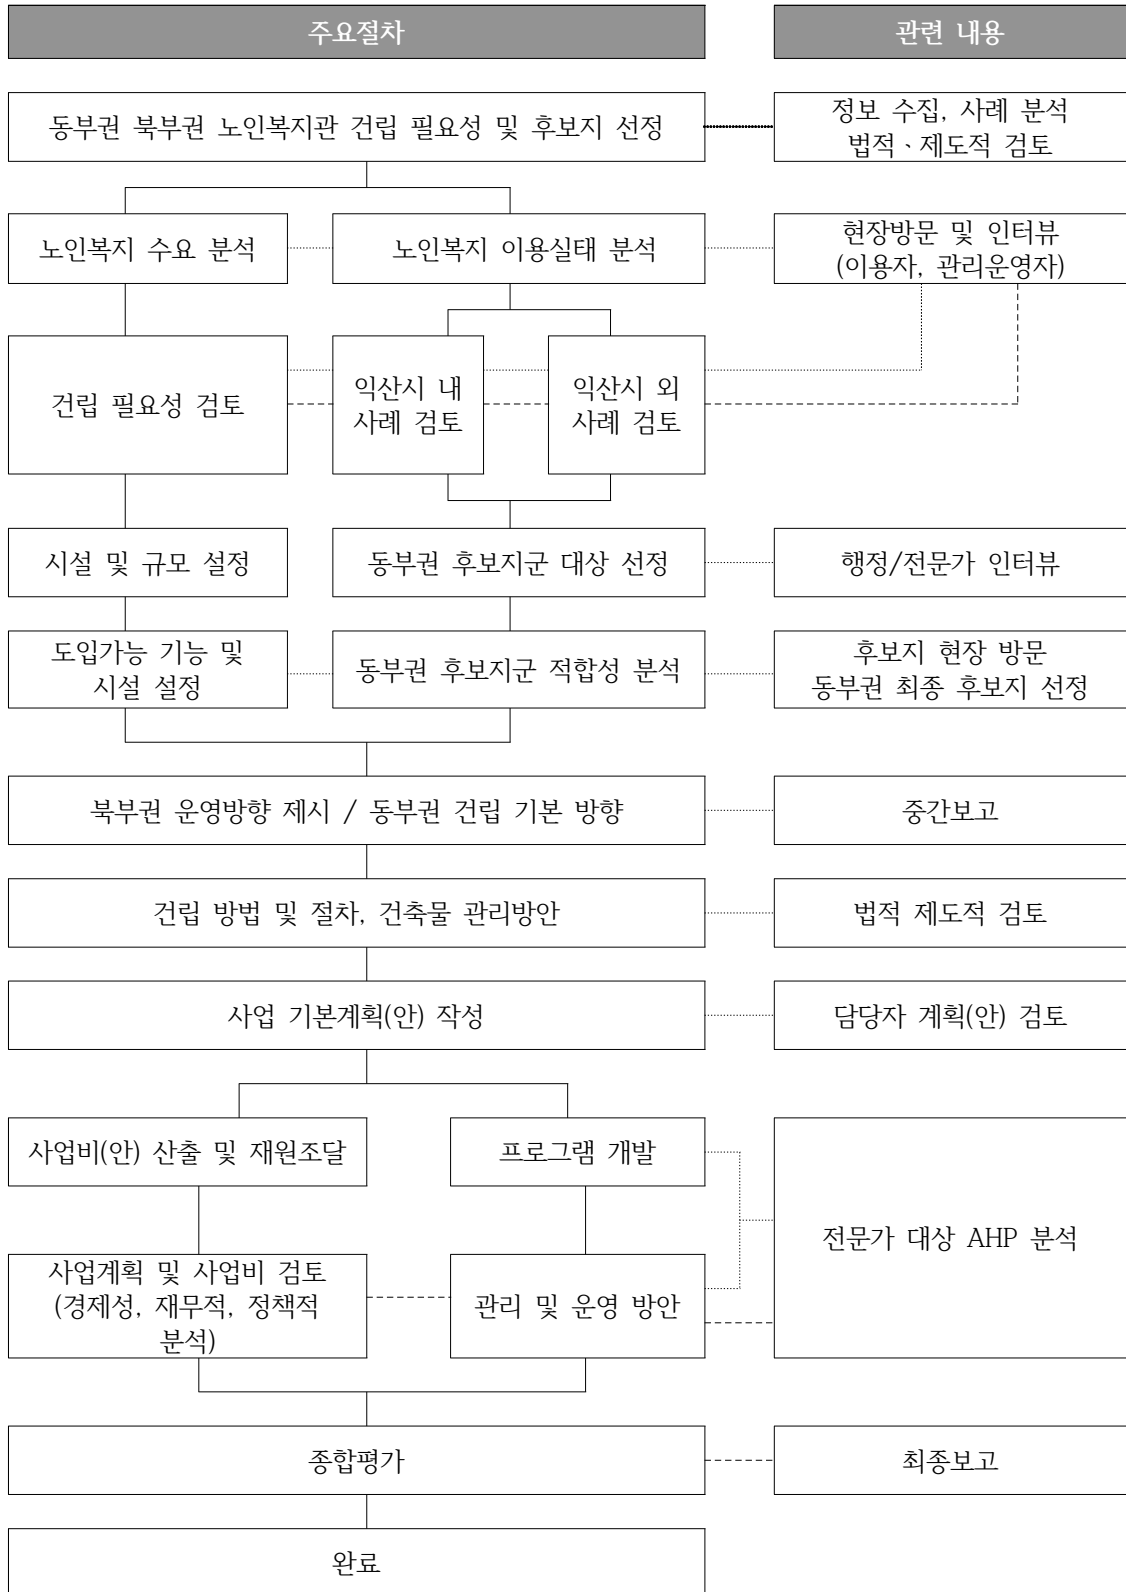 주요절차
관련 내용
동부권 북부권 노인복지관 건립 필요성 및 후보지 선정
정보 수집, 사례 분석
법적、제도적 검토
노인복지 수요 분석
노인복지 이용실태 분석
현장방문 및 인터뷰
(이용자, 관리운영자)
건립 필요성 검토
익산시 내
사례 검토
익산시 외
사례 검토
시설 및 규모 설정
동부권 후보지군 대상 선정
행정/전문가 인터뷰
도입가능 기능 및
시설 설정
동부권 후보지군 적합성 분석
후보지 현장 방문
동부권 최종 후보지 선정
북부권 운영방향 제시 / 동부권 건립 기본 방향
중간보고
건립 방법 및 절차, 건축물 관리방안
법적 제도적 검토
사업 기본계획(안) 작성
담당자 계획(안) 검토
사업비(안) 산출 및 재원조달
프로그램 개발
전문가 대상 AHP 분석
사업계획 및 사업비 검토
(경제성, 재무적, 정책적
분석)
관리 및 운영 방안
종합평가
최종보고
완료